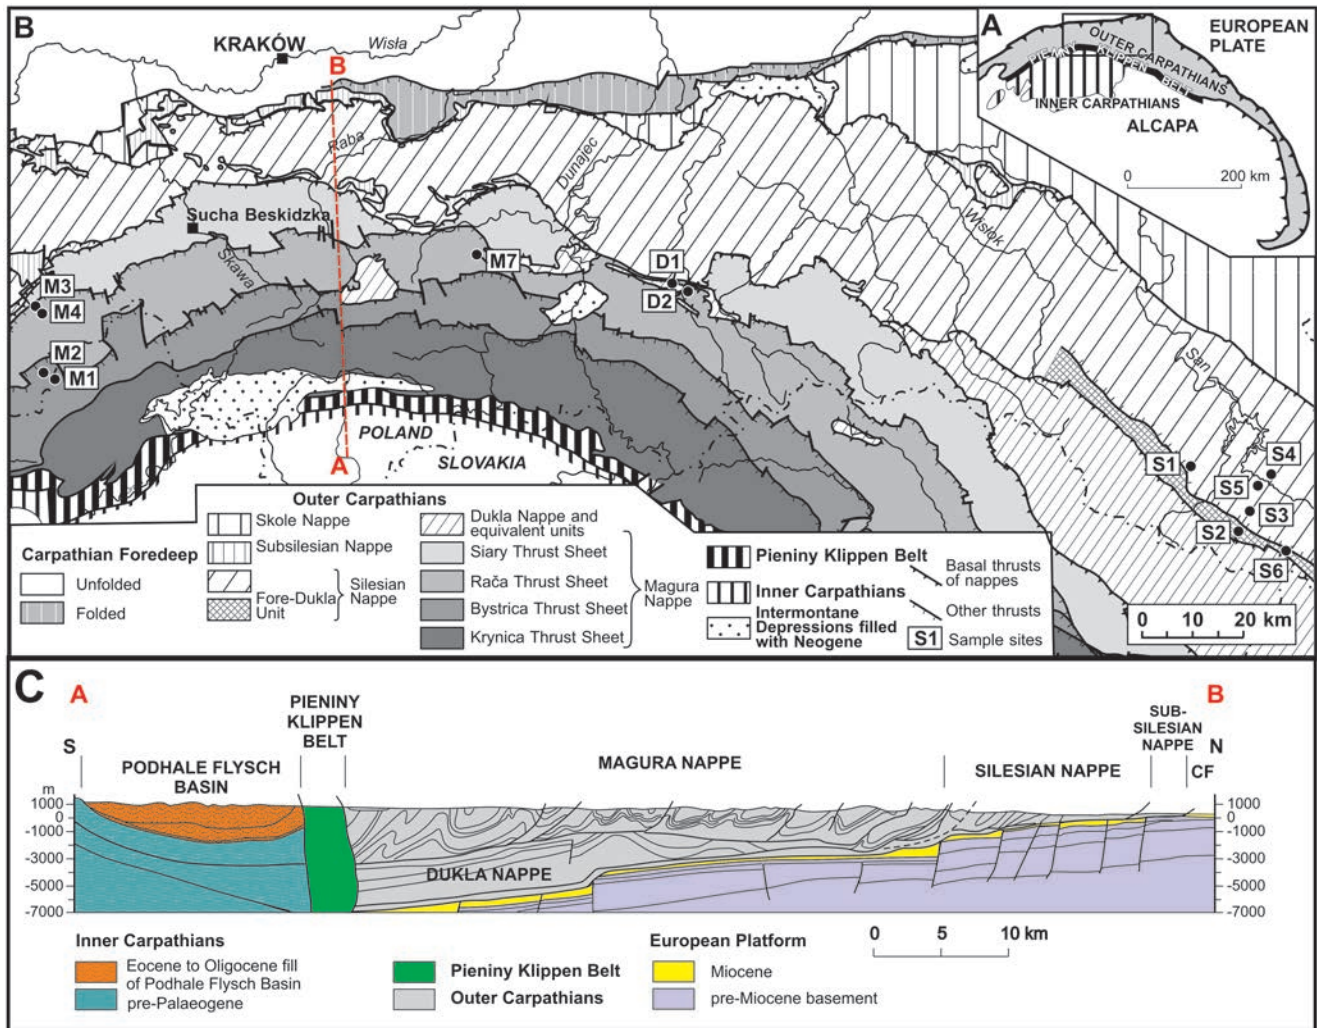 B
KRAKÓW
Wisła
B
Raba
Dunajec
Sucha Beskidzka
Skawa
Wisłok
San
M3
M4
M2
M1
M7
D1
D2
S1
S4
S5
S3
S2
S6
POLAND
SLOVAKIA
A
A
EUROPEAN
PLATE
OUTER CARPATHIANS
PIENINY KLIPPEN BELT
INNER CARPATHIANS
ALCAPA
0 200 km
Carpathian Foredeep
Unfolded
Folded
Outer Carpathians
Skole Nappe
Subsilesian Nappe
Fore-Dukla
Unit
Silesian
Nappe
Dukla Nappe and
equivalent units
Siary Thrust Sheet
Rača Thrust Sheet
Bystrica Thrust Sheet
Krynica Thrust Sheet
Magura
Nappe
Pieniny Klippen Belt
Inner Carpathians
Intermontane
Depressions filled
with Neogene
Basal thrusts
of nappes
Other thrusts
S1 Sample sites
0 10 20 km
C
A
B
S
N
PODHALE FLYSCH
BASIN
PIENINY
KLIPPEN
BELT
MAGURA NAPPE
SILESIAN NAPPE
SUB-
SILESIAN
NAPPE
CF
m
1000
0
-1000
-3000
-5000
-7000
DUKLA NAPPE
1000
0
-1000
-3000
-5000
-7000
Inner Carpathians
Eocene to Oligocene fill
of Podhale Flysch Basin
pre-Palaeogene
Pieniny Klippen Belt
Outer Carpathians
European Platform
Miocene
pre-Miocene basement
0 5 10 km